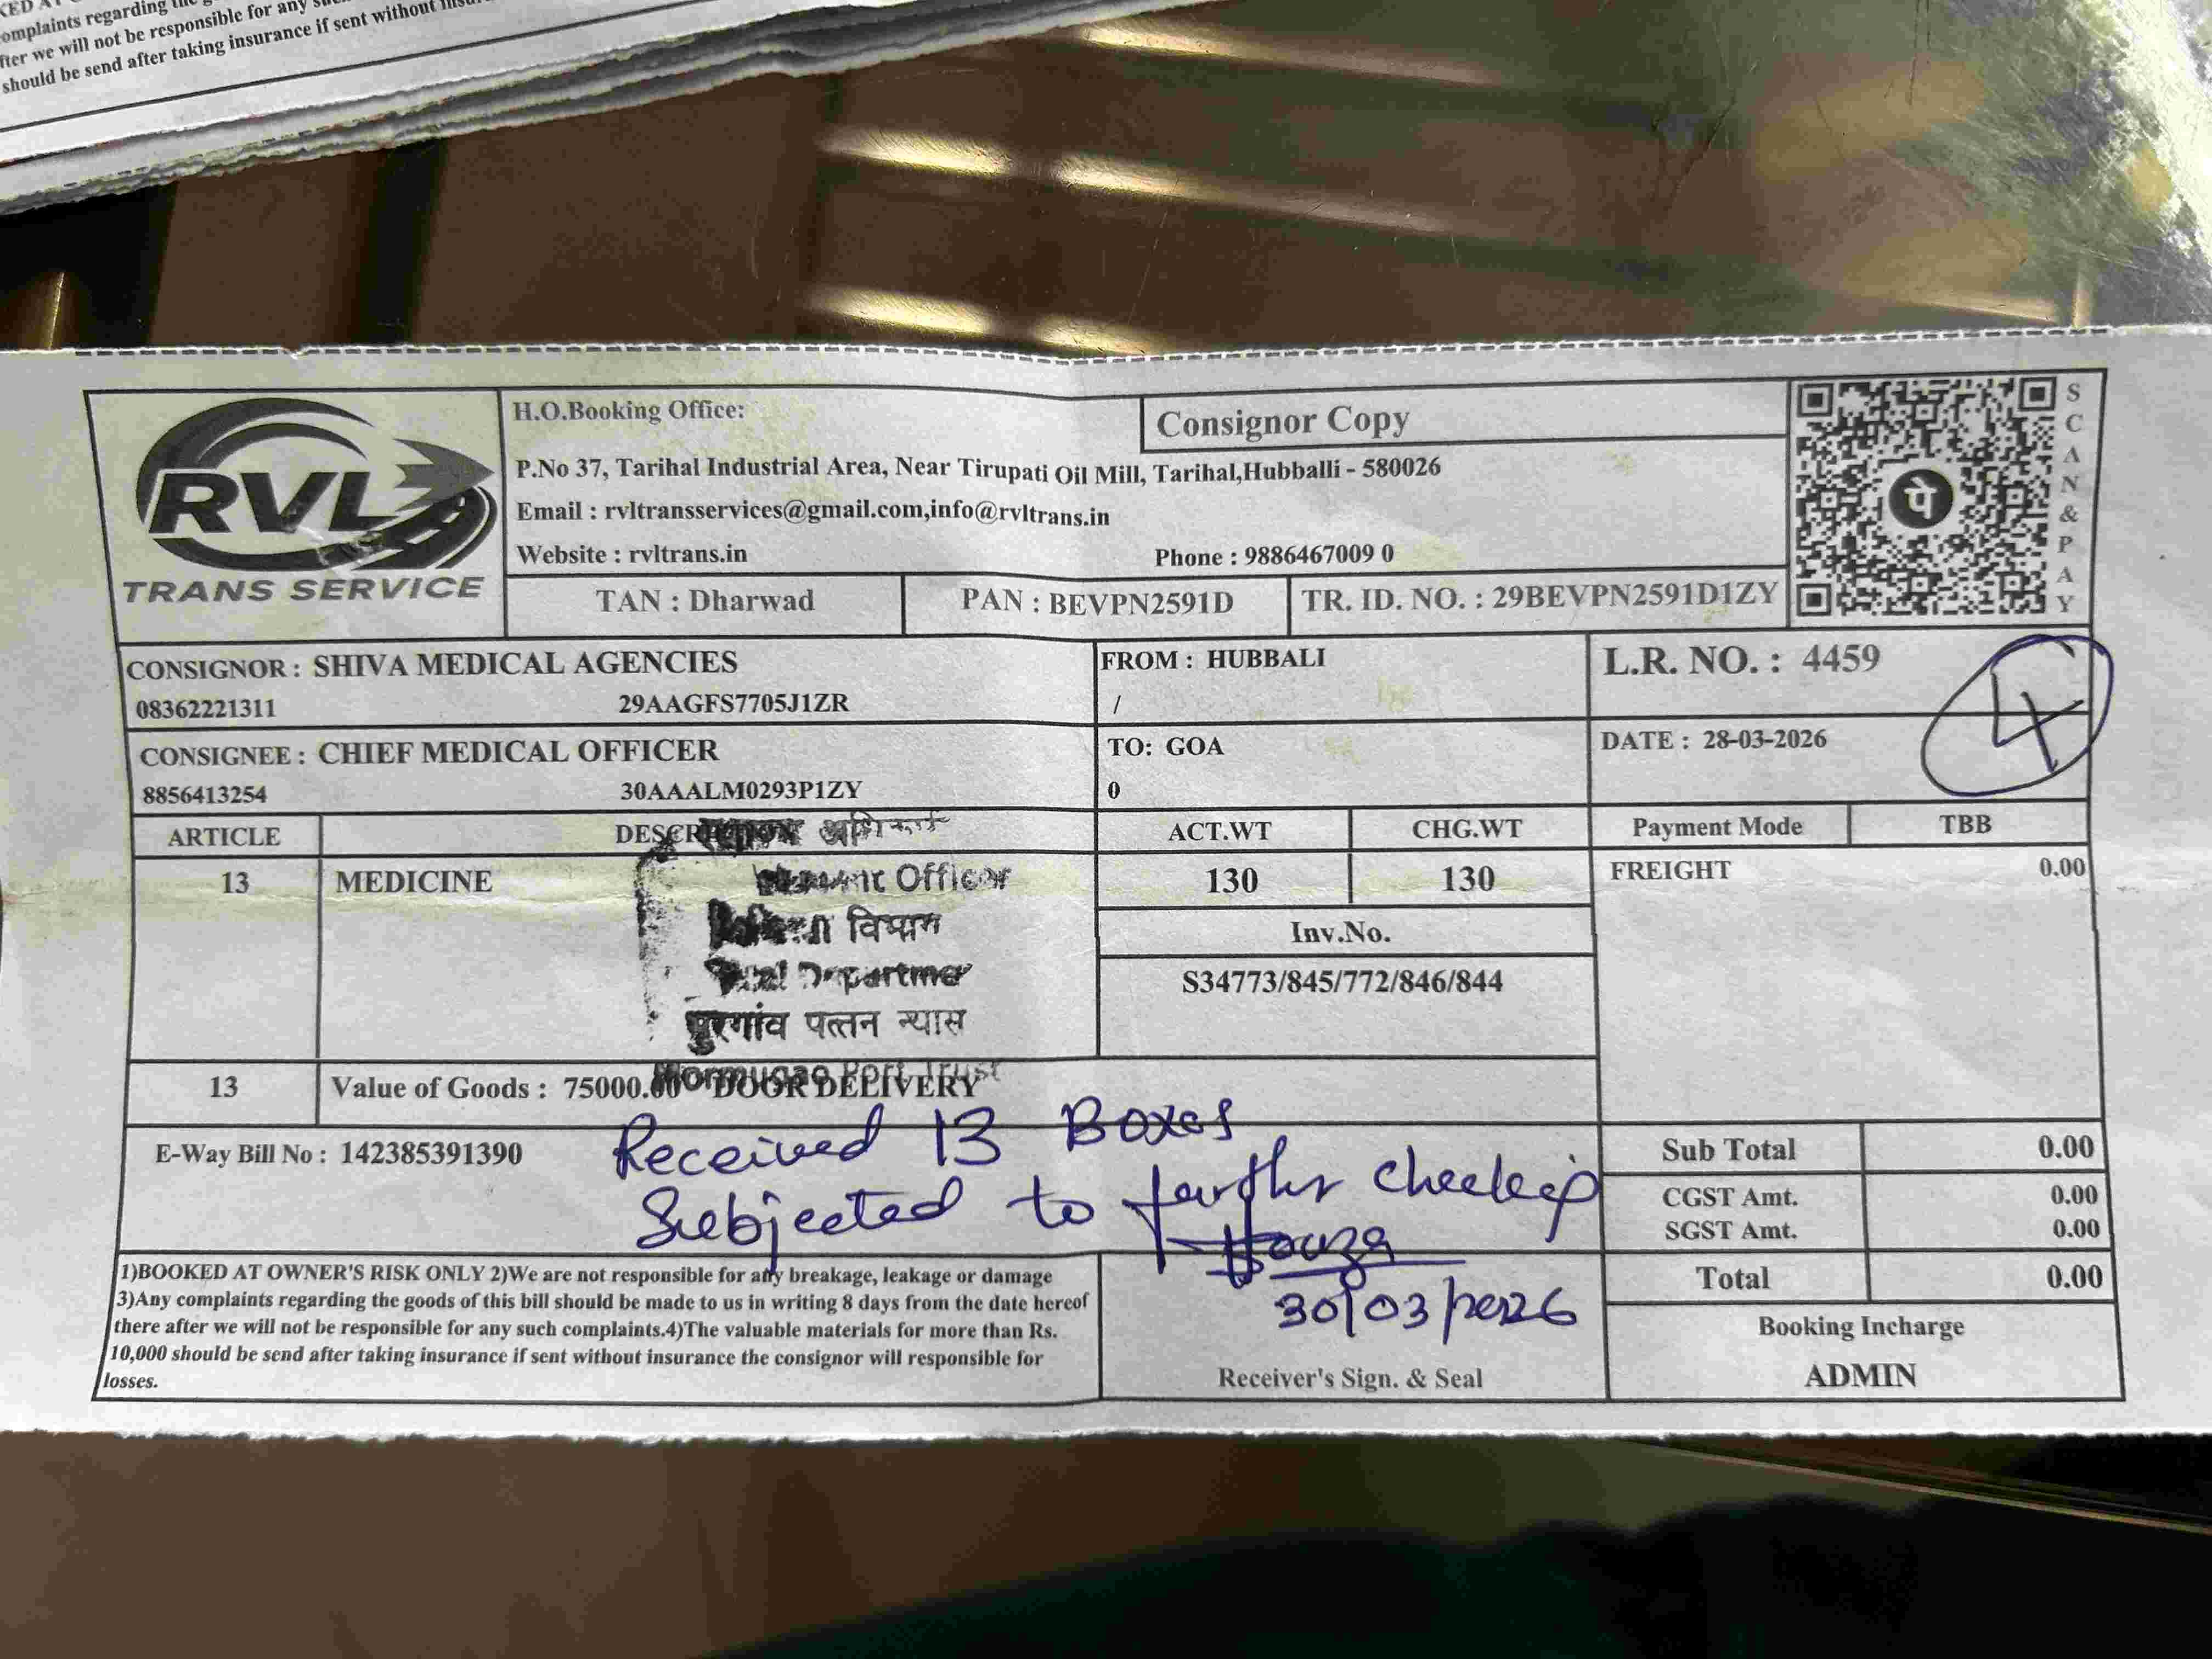 omplaints regarding the
fter we will not be responsible for any
should be send after taking insurance if sent without
RVL
TRANS SERVICE
H.O.Booking Office:
Consignor Copy
P.No 37, Tarihal Industrial Area, Near Tirupati Oil Mill, Tarihal,Hubballi - 580026
Email : rvltransservices@gmail.com,info@rvltrans.in
Website : rvltrans.in Phone : 9886467009 0
TAN : Dharwad PAN : BEVPN2591D TR. ID. NO. : 29BEVPN2591D1ZY
पे
SCAN&PAY
CONSIGNOR : SHIVA MEDICAL AGENCIES
08362221311 29AAGFS7705J1ZR
FROM : HUBBALI
/
L.R. NO. : 4459
4
CONSIGNEE : CHIEF MEDICAL OFFICER
8856413254 30AAALM0293P1ZY
TO: GOA
0
DATE : 28-03-2026
ARTICLE DESCRIPTION ACT.WT CHG.WT Payment Mode TBB
13 MEDICINE 130 130 FREIGHT 0.00
Officer
विभाग
मुरगांव पत्तन न्यास
Mormugao Port Trust
Inv.No.
S34773/845/772/846/844
13 Value of Goods : 75000.00 DOOR DELIVERY
E-Way Bill No : 142385391390
Received 13 Boxes
Subjected to further checking
30/03/2026
Sub Total 0.00
CGST Amt. 0.00
SGST Amt. 0.00
Total 0.00
1)BOOKED AT OWNER'S RISK ONLY 2)We are not responsible for any breakage, leakage or damage
3)Any complaints regarding the goods of this bill should be made to us in writing 8 days from the date hereof
there after we will not be responsible for any such complaints.4)The valuable materials for more than Rs.
10,000 should be send after taking insurance if sent without insurance the consignor will responsible for
losses.
Receiver's Sign. & Seal
Booking Incharge
ADMIN